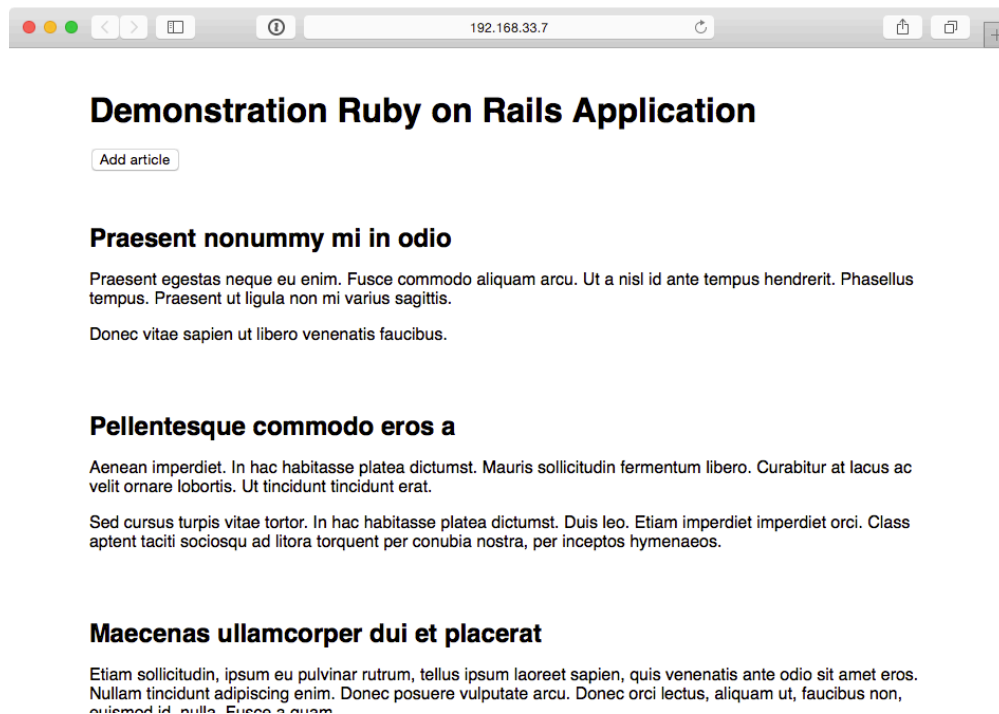 192.168.33.7
Demonstration Ruby on Rails Application
Add article
Praesent nonummy mi in odio
Praesent egestas neque eu enim. Fusce commodo aliquam arcu. Ut a nisl id ante tempus hendrerit. Phasellus
tempus. Praesent ut ligula non mi varius sagittis.
Donec vitae sapien ut libero venenatis faucibus.
Pellentesque commodo eros a
Aenean imperdiet. In hac habitasse platea dictumst. Mauris sollicitudin fermentum libero. Curabitur at lacus ac
velit ornare lobortis. Ut tincidunt tincidunt erat.
Sed cursus turpis vitae tortor. In hac habitasse platea dictumst. Duis leo. Etiam imperdiet imperdiet orci. Class
aptent taciti sociosqu ad litora torquent per conubia nostra, per inceptos hymenaeos.
Maecenas ullamcorper dui et placerat
Etiam sollicitudin, ipsum eu pulvinar rutrum, tellus ipsum laoreet sapien, quis venenatis ante odio sit amet eros.
Nullam tincidunt adipiscing enim. Donec posuere vulputate arcu. Donec orci lectus, aliquam ut, faucibus non,
euismod id, nulla. Fusce a quam